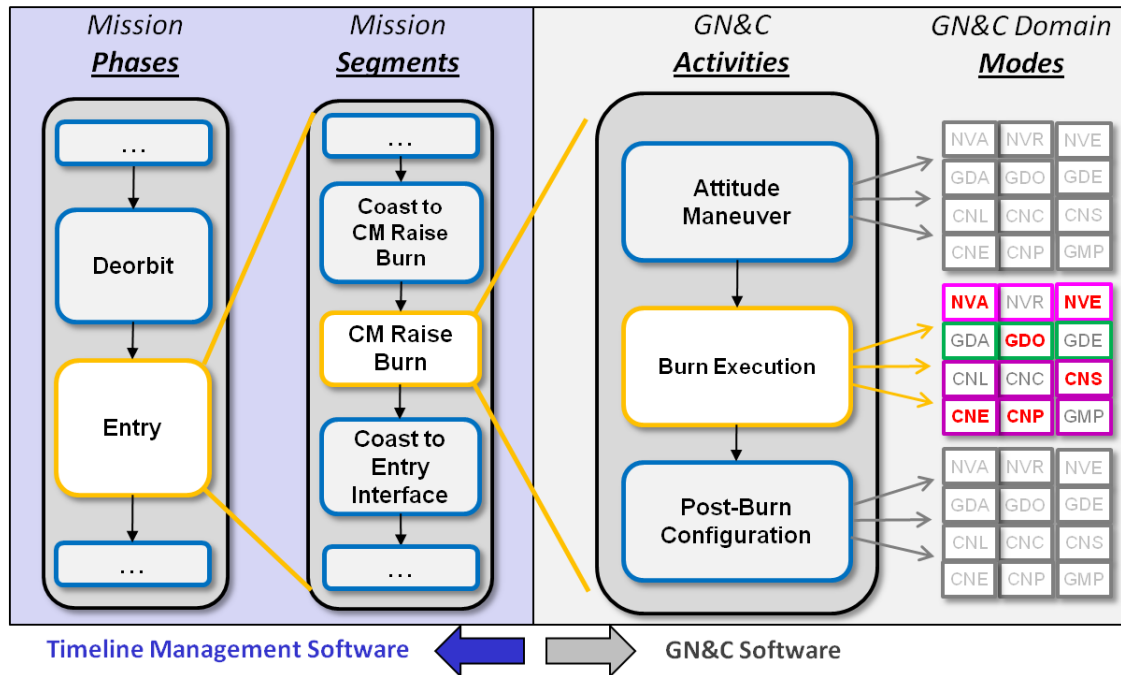 Mission
Phases
Mission
Segments
GN&C
Activities
GN&C Domain
Modes
...
Deorbit
Entry
...
...
Coast to
CM Raise
Burn
CM Raise
Burn
Coast to
Entry
Interface
...
Attitude
Maneuver
Burn Execution
Post-Burn
Configuration
NVA NVR NVE
GDA GDO GDE
CNL CNC CNS
CNE CNP GMP
NVA NVR NVE
GDA GDO GDE
CNL CNC CNS
CNE CNP GMP
NVA NVR NVE
GDA GDO GDE
CNL CNC CNS
CNE CNP GMP
Timeline Management Software
GN&C Software